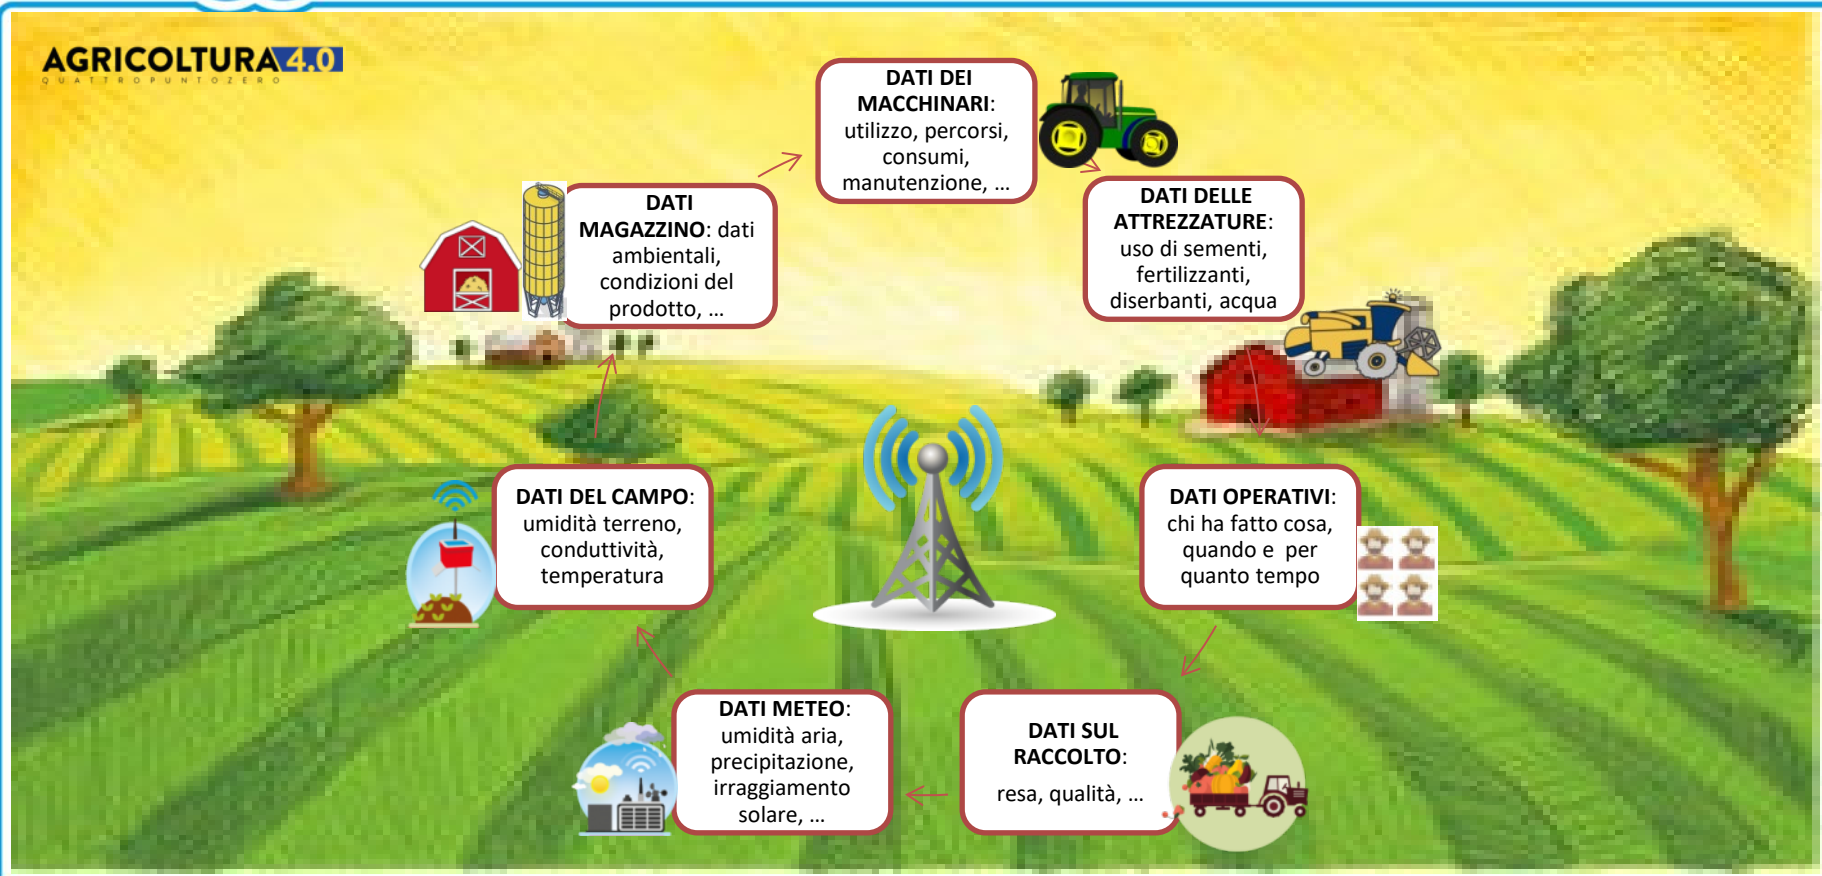 AGRICOLTURA 4.0
QUATTROPUNTOZERO
DATI DEI
MACCHINARI:
utilizzo, percorsi,
consumi,
manutenzione, ...
DATI DELLE
ATTREZZATURE:
uso di sementi,
fertilizzanti,
diserbanti, acqua
DATI OPERATIVI:
chi ha fatto cosa,
quando e per
quanto tempo
DATI SUL
RACCOLTO:
resa, qualità, ...
DATI METEO:
umidità aria,
precipitazione,
irraggiamento
solare, ...
DATI DEL CAMPO:
umidità terreno,
conduttività,
temperatura
DATI
MAGAZZINO: dati
ambientali,
condizioni del
prodotto, ...